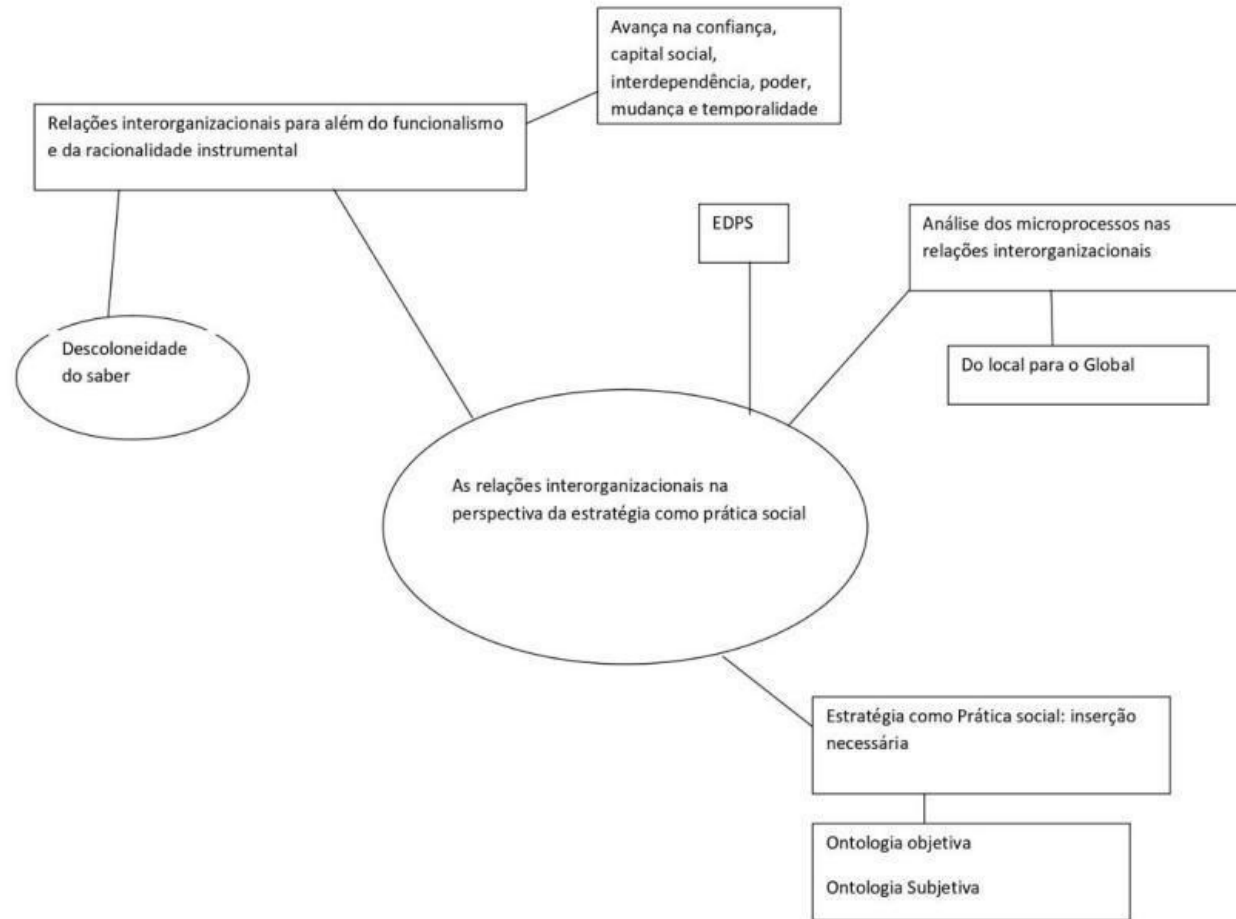 Avança na confiança,
capital social,
interdependência, poder,
mudança e temporalidade
Relações interorganizacionais para além do funcionalismo
e da racionalidade instrumental
EDPS
Análise dos microprocessos nas
relações interorganizacionais
Descoloneidade
do saber
Do local para o Global
As relações interorganizacionais na
perspectiva da estratégia como prática social
Estratégia como Prática social: inserção
necessária
Ontologia objetiva
Ontologia Subjetiva